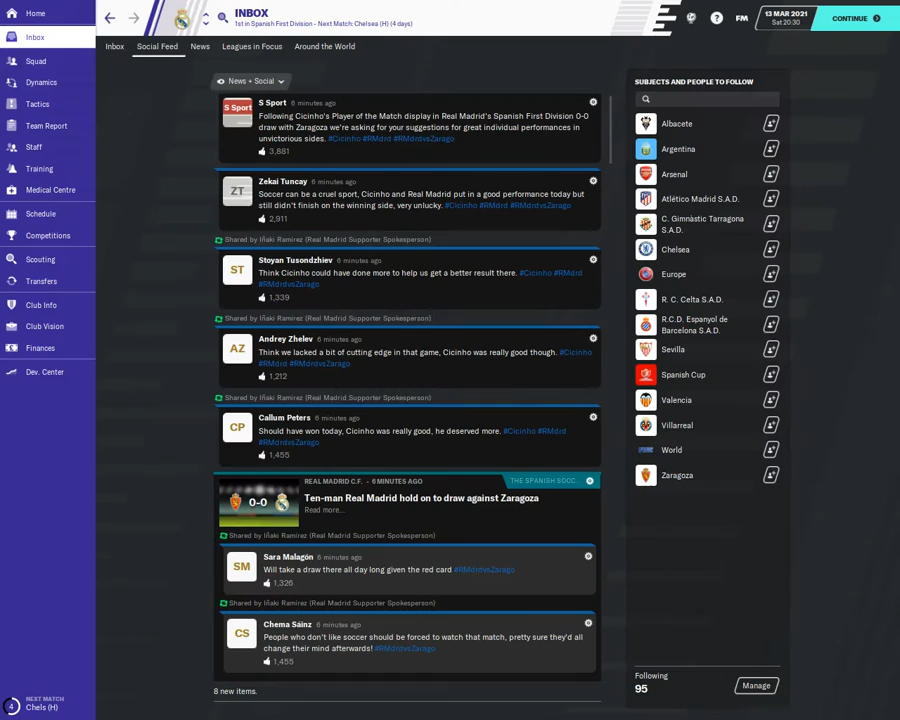 Home
INBOX
1st in Spanish First Division - Next Match: Chelsea (H) (4 days)
?
FM
13 MAR 2021
Sat 20:30
CONTINUE
Inbox
Squad
Dynamics
Tactics
Team Report
Staff
Training
Medical Centre
Schedule
Competitions
Scouting
Transfers
Club Info
Club Vision
Finances
Dev. Center
4
NEXT MATCH
Chels (H)
Inbox
Social Feed
News
Leagues in Focus
Around the World
News + Social
S Sport
S Sport 6 minutes ago
Following Cicinho's Player of the Match display in Real Madrid's Spanish First Division 0-0
draw with Zaragoza we're asking for your suggestions for great individual performances in
unvictorious sides. #Cicinho #RMdrd #RMdrdvsZarago
3,881
ZT
Zekai Tuncay 6 minutes ago
Soccer can be a cruel sport, Cicinho and Real Madrid put in a good performance today but
still didn't finish on the winning side, very unlucky. #Cicinho #RMdrd #RMdrdvsZarago
2,911
Shared by Iñaki Ramírez (Real Madrid Supporter Spokesperson)
ST
Stoyan Tusondzhiev 6 minutes ago
Think Cicinho could have done more to help us get a better result there. #Cicinho #RMdrd
#RMdrdvsZarago
1,339
Shared by Iñaki Ramírez (Real Madrid Supporter Spokesperson)
AZ
Andrey Zhelev 6 minutes ago
Think we lacked a bit of cutting edge in that game, Cicinho was really good though. #Cicinho
#RMdrd #RMdrdvsZarago
1,212
Shared by Iñaki Ramírez (Real Madrid Supporter Spokesperson)
CP
Callum Peters 6 minutes ago
Should have won today, Cicinho was really good, he deserved more. #Cicinho #RMdrd
#RMdrdvsZarago
1,455
REAL MADRID C.F. - 6 MINUTES AGO
THE SPANISH SOCC...
0-0
Ten-man Real Madrid hold on to draw against Zaragoza
Read more...
Shared by Iñaki Ramírez (Real Madrid Supporter Spokesperson)
SM
Sara Malagón 6 minutes ago
Will take a draw there all day long given the red card #RMdrdvsZarago
1,326
Shared by Iñaki Ramírez (Real Madrid Supporter Spokesperson)
CS
Chema Sáinz 6 minutes ago
People who don't like soccer should be forced to watch that match, pretty sure they'd all
change their mind afterwards! #RMdrdvsZarago
1,455
8 new items.
SUBJECTS AND PEOPLE TO FOLLOW
Albacete
Argentina
Arsenal
Atlético Madrid S.A.D.
C. Gimnàstic Tarragona
S.A.D.
Chelsea
Europe
R. C. Celta S.A.D.
R.C.D. Espanyol de
Barcelona S.A.D.
Sevilla
Spanish Cup
Valencia
Villarreal
World
Zaragoza
Following
95
Manage